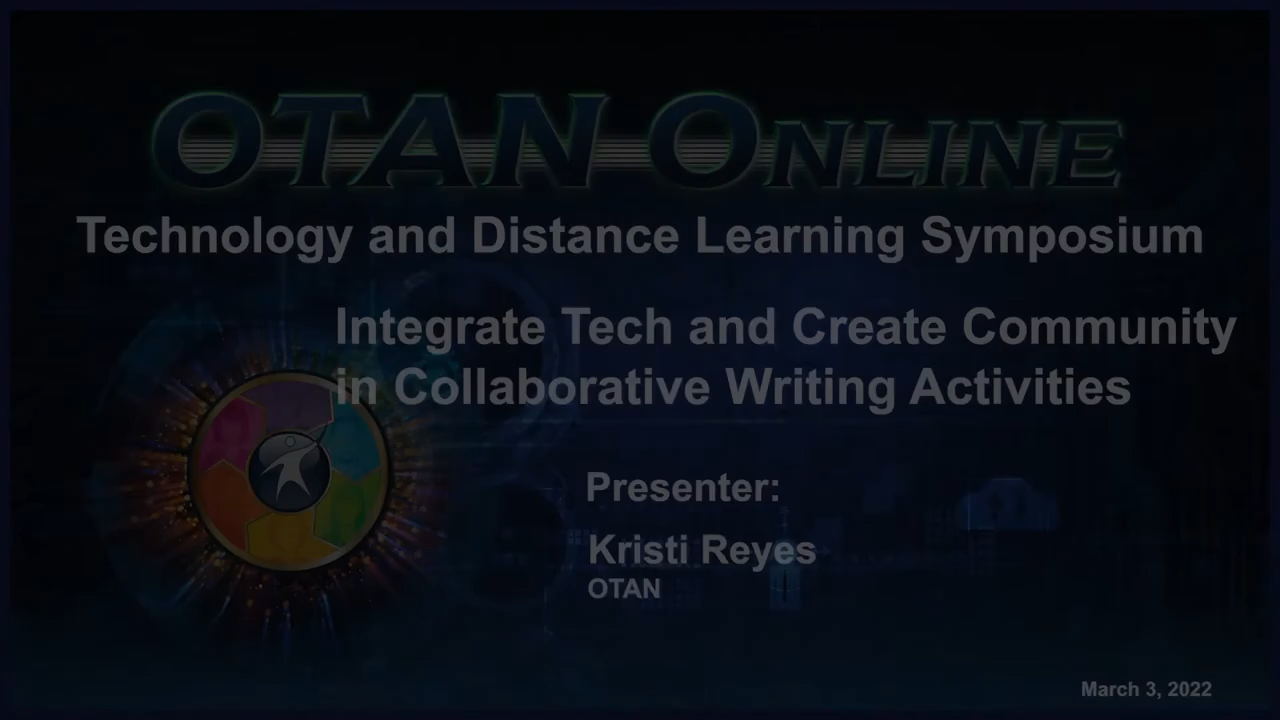 OTAN ONLINE
Technology and Distance Learning Symposium
Integrate Tech and Create Community
in Collaborative Writing Activities
Presenter:
Kristi Reyes
OTAN
March 3, 2022